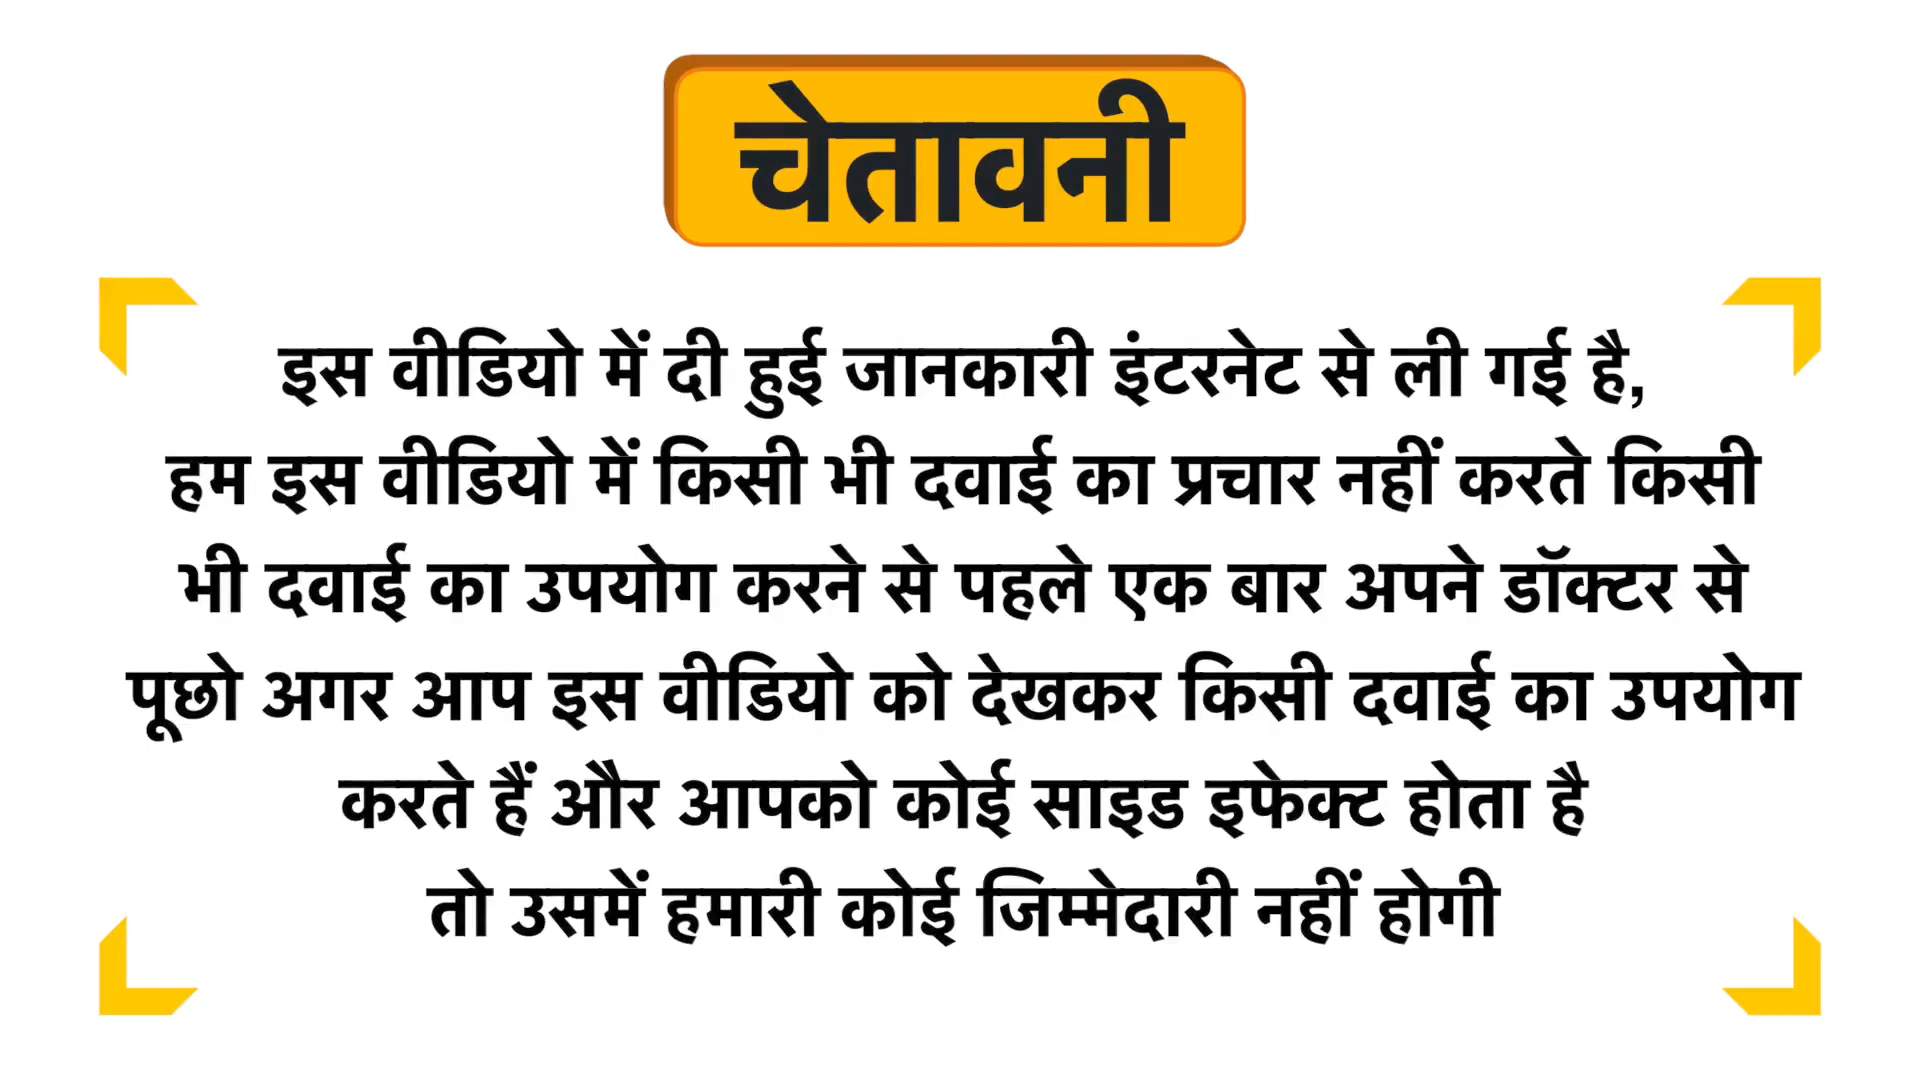 चेतावनी
इस वीडियो में दी हुई जानकारी इंटरनेट से ली गई है,
हम इस वीडियो में किसी भी दवाई का प्रचार नहीं करते किसी
भी दवाई का उपयोग करने से पहले एक बार अपने डॉक्टर से
पूछो अगर आप इस वीडियो को देखकर किसी दवाई का उपयोग
करते हैं और आपको कोई साइड इफेक्ट होता है
तो उसमें हमारी कोई जिम्मेदारी नहीं होगी